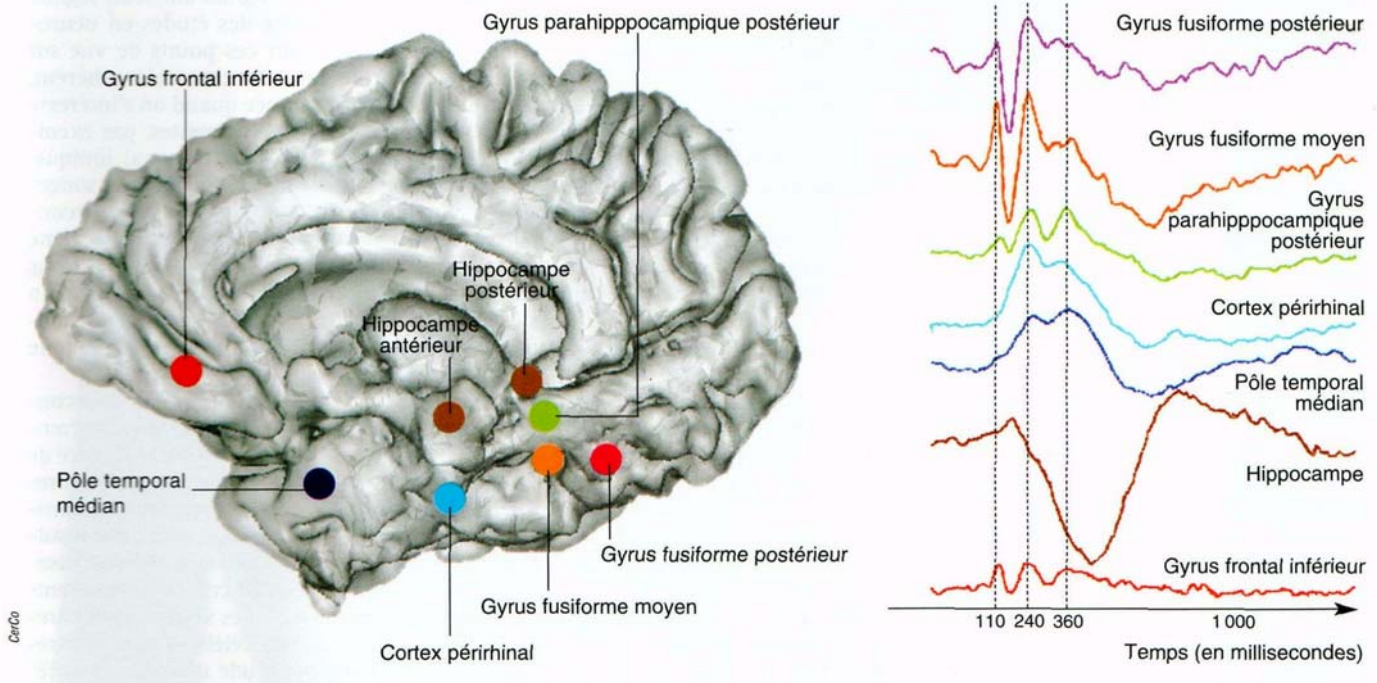 Gyrus parahipppocampique postérieur
Gyrus frontal inférieur
Hippocampe
postérieur
Hippocampe
antérieur
Pôle temporal
médian
Gyrus fusiforme postérieur
Gyrus fusiforme moyen
Cortex périrhinal
CerCo
Gyrus fusiforme postérieur
Gyrus fusiforme moyen
Gyrus
parahipppocampique
postérieur
Cortex périrhinal
Pôle temporal
médian
Hippocampe
Gyrus frontal inférieur
110 240 360 1 000
Temps (en millisecondes)